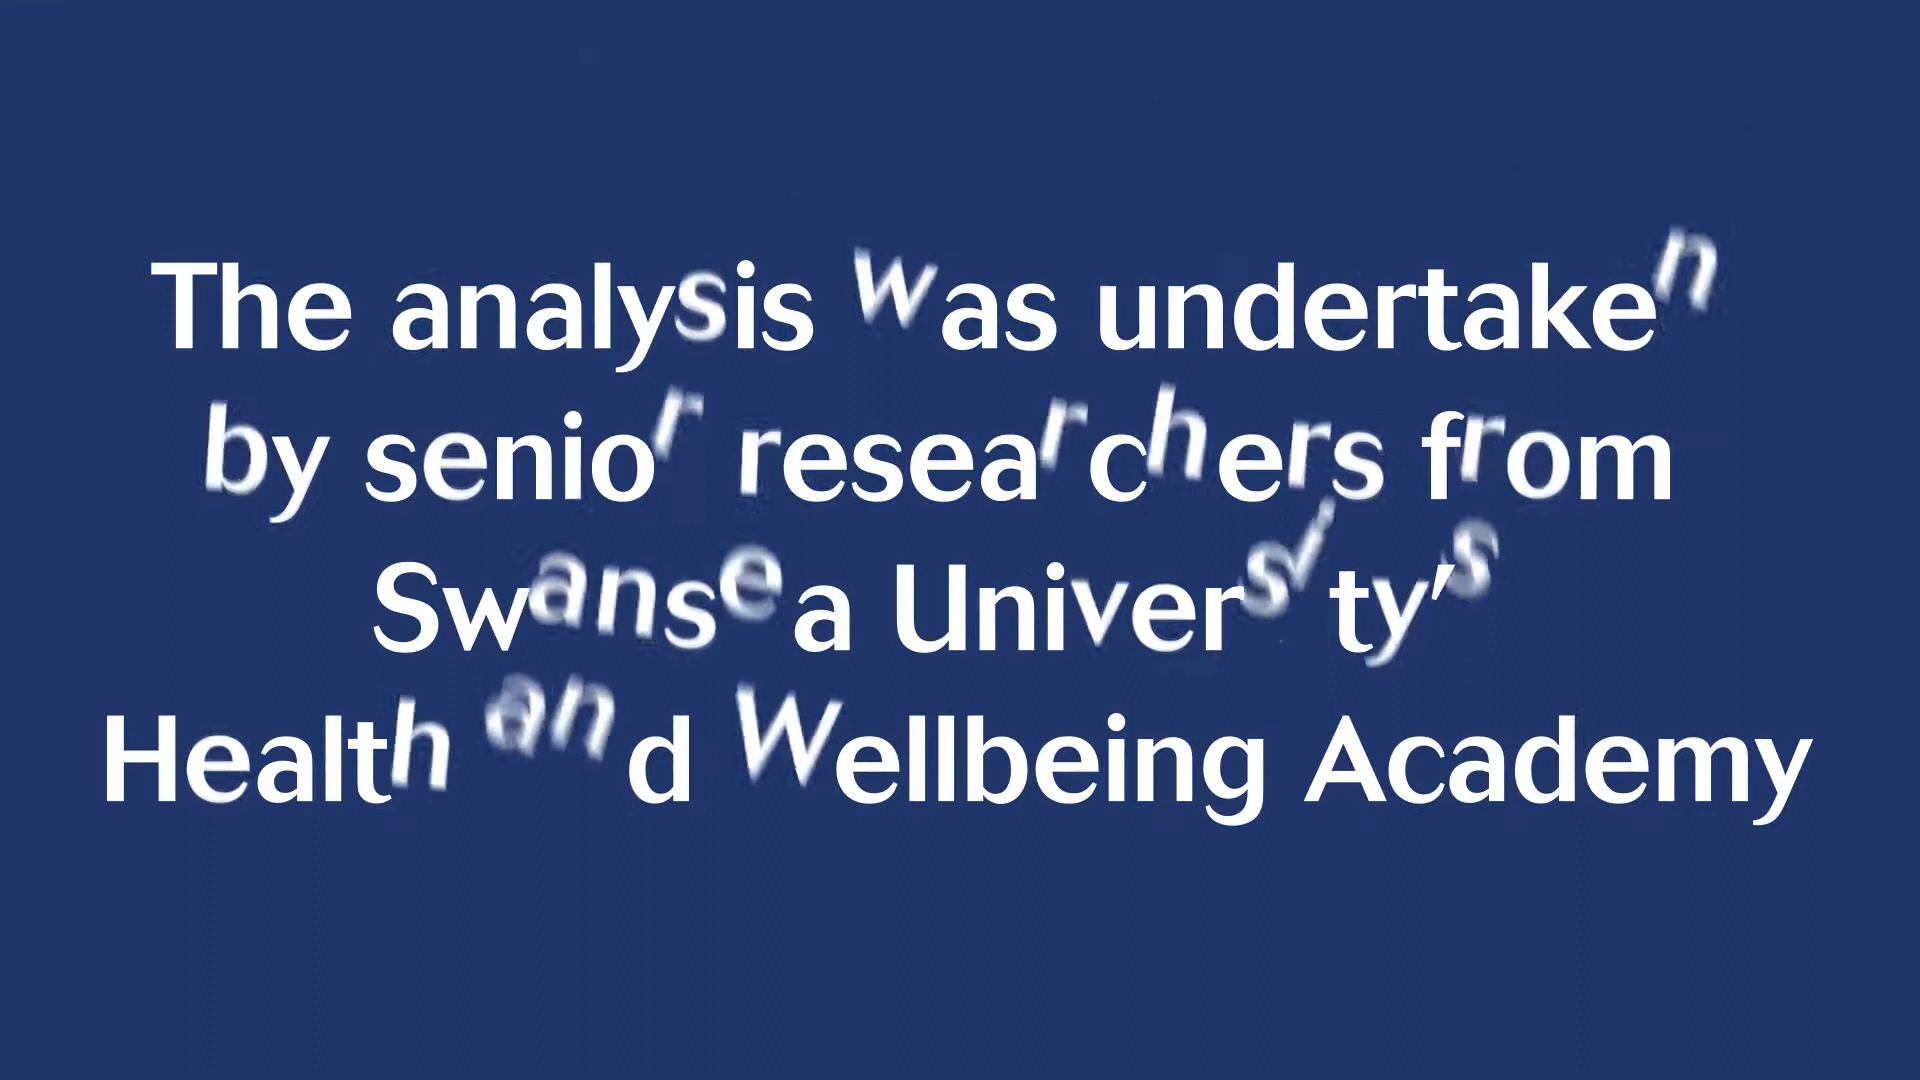 The analysis was undertaken
by senior researchers from
Swansea University’s
Health and Wellbeing Academy